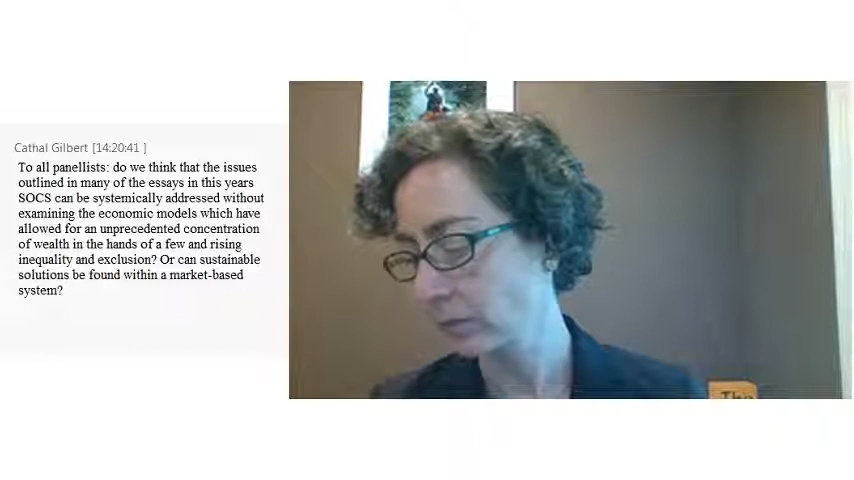 Cathal Gilbert [14:20:41 ]
To all panellists: do we think that the issues
outlined in many of the essays in this years
SOCS can be systemically addressed without
examining the economic models which have
allowed for an unprecedented concentration
of wealth in the hands of a few and rising
inequality and exclusion? Or can sustainable
solutions be found within a market-based
system?